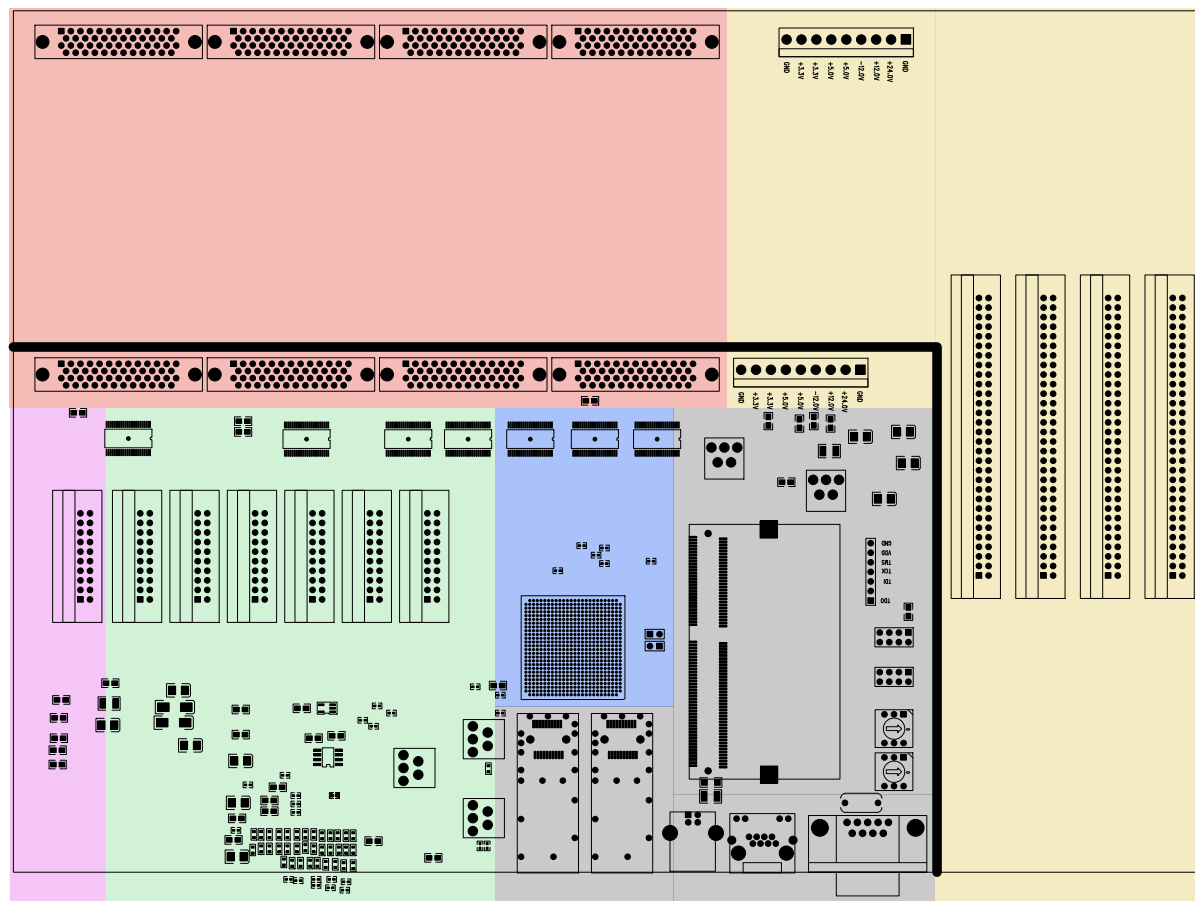 GND
+3.3V
+3.3V
+5.0V
+5.0V
-12.0V
+12.0V
+24.0V
GND
GND
+3.3V
+3.3V
+5.0V
+5.0V
-12.0V
+12.0V
+24.0V
GND
GND
VDD
TMS
TCK
TDI
TDO